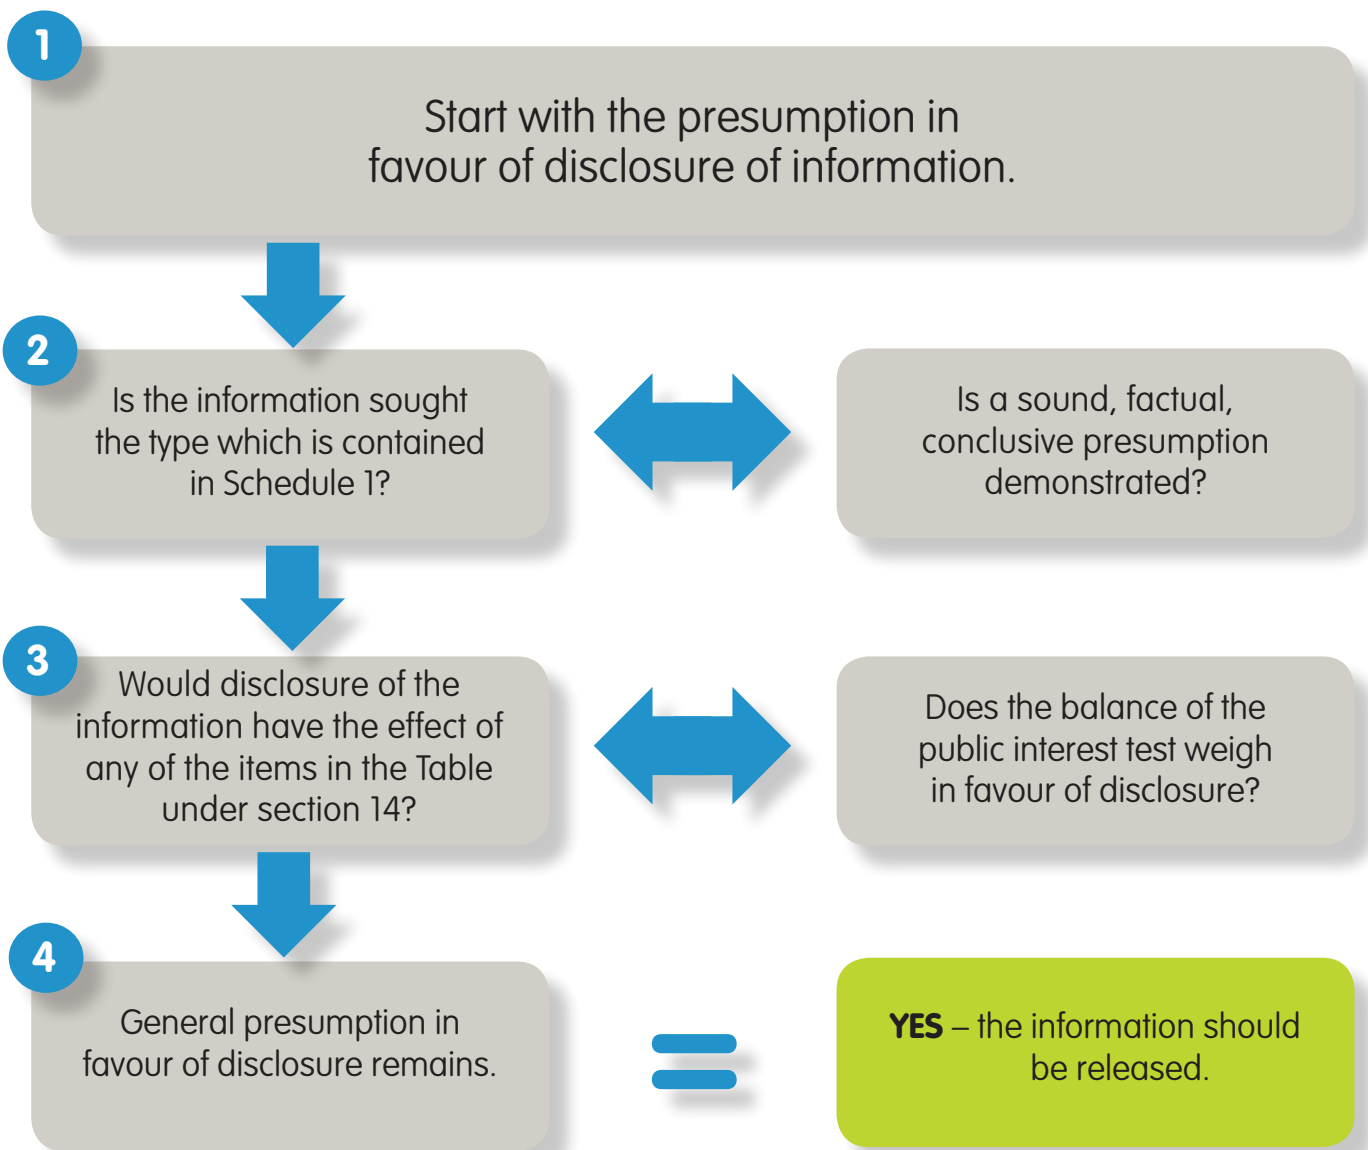 1
Start with the presumption in
favour of disclosure of information.
2
Is the information sought
the type which is contained
in Schedule 1?
Is a sound, factual,
conclusive presumption
demonstrated?
3
Would disclosure of the
information have the effect of
any of the items in the Table
under section 14?
Does the balance of the
public interest test weigh
in favour of disclosure?
4
General presumption in
favour of disclosure remains.
=
YES – the information should
be released.